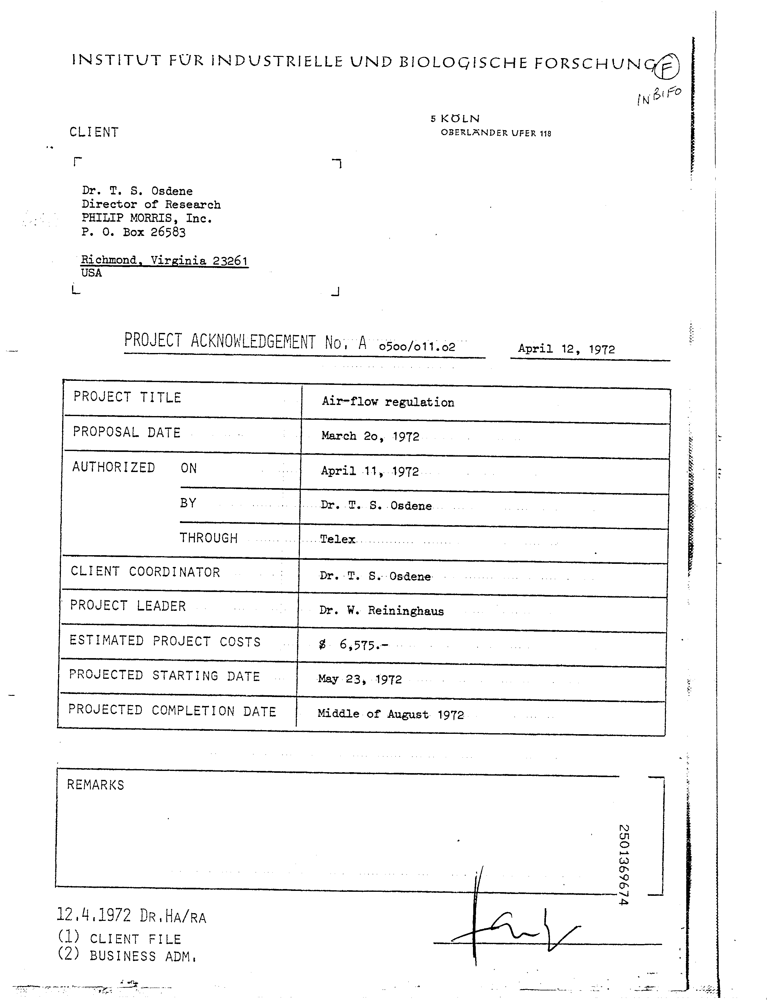 INSTITUT FÜR INDUSTRIELLE UND BIOLOGISCHE FORSCHUNG F
INBIFO
5 KÖLN
OBERLÄNDER UFER 118
CLIENT
Dr. T. S. Osdene
Director of Research
PHILIP MORRIS, Inc.
P. O. Box 26583
Richmond, Virginia 23261
USA
PROJECT ACKNOWLEDGEMENT No. A o5oo/o11.o2 April 12, 1972
PROJECT TITLE Air-flow regulation
PROPOSAL DATE March 2o, 1972
AUTHORIZED ON April 11, 1972
BY Dr. T. S. Osdene
THROUGH Telex
CLIENT COORDINATOR Dr. T. S. Osdene
PROJECT LEADER Dr. W. Reininghaus
ESTIMATED PROJECT COSTS $ 6,575.-
PROJECTED STARTING DATE May 23, 1972
PROJECTED COMPLETION DATE Middle of August 1972
REMARKS
2501369674
12.4.1972 DR.HA/RA
(1) CLIENT FILE
(2) BUSINESS ADM.